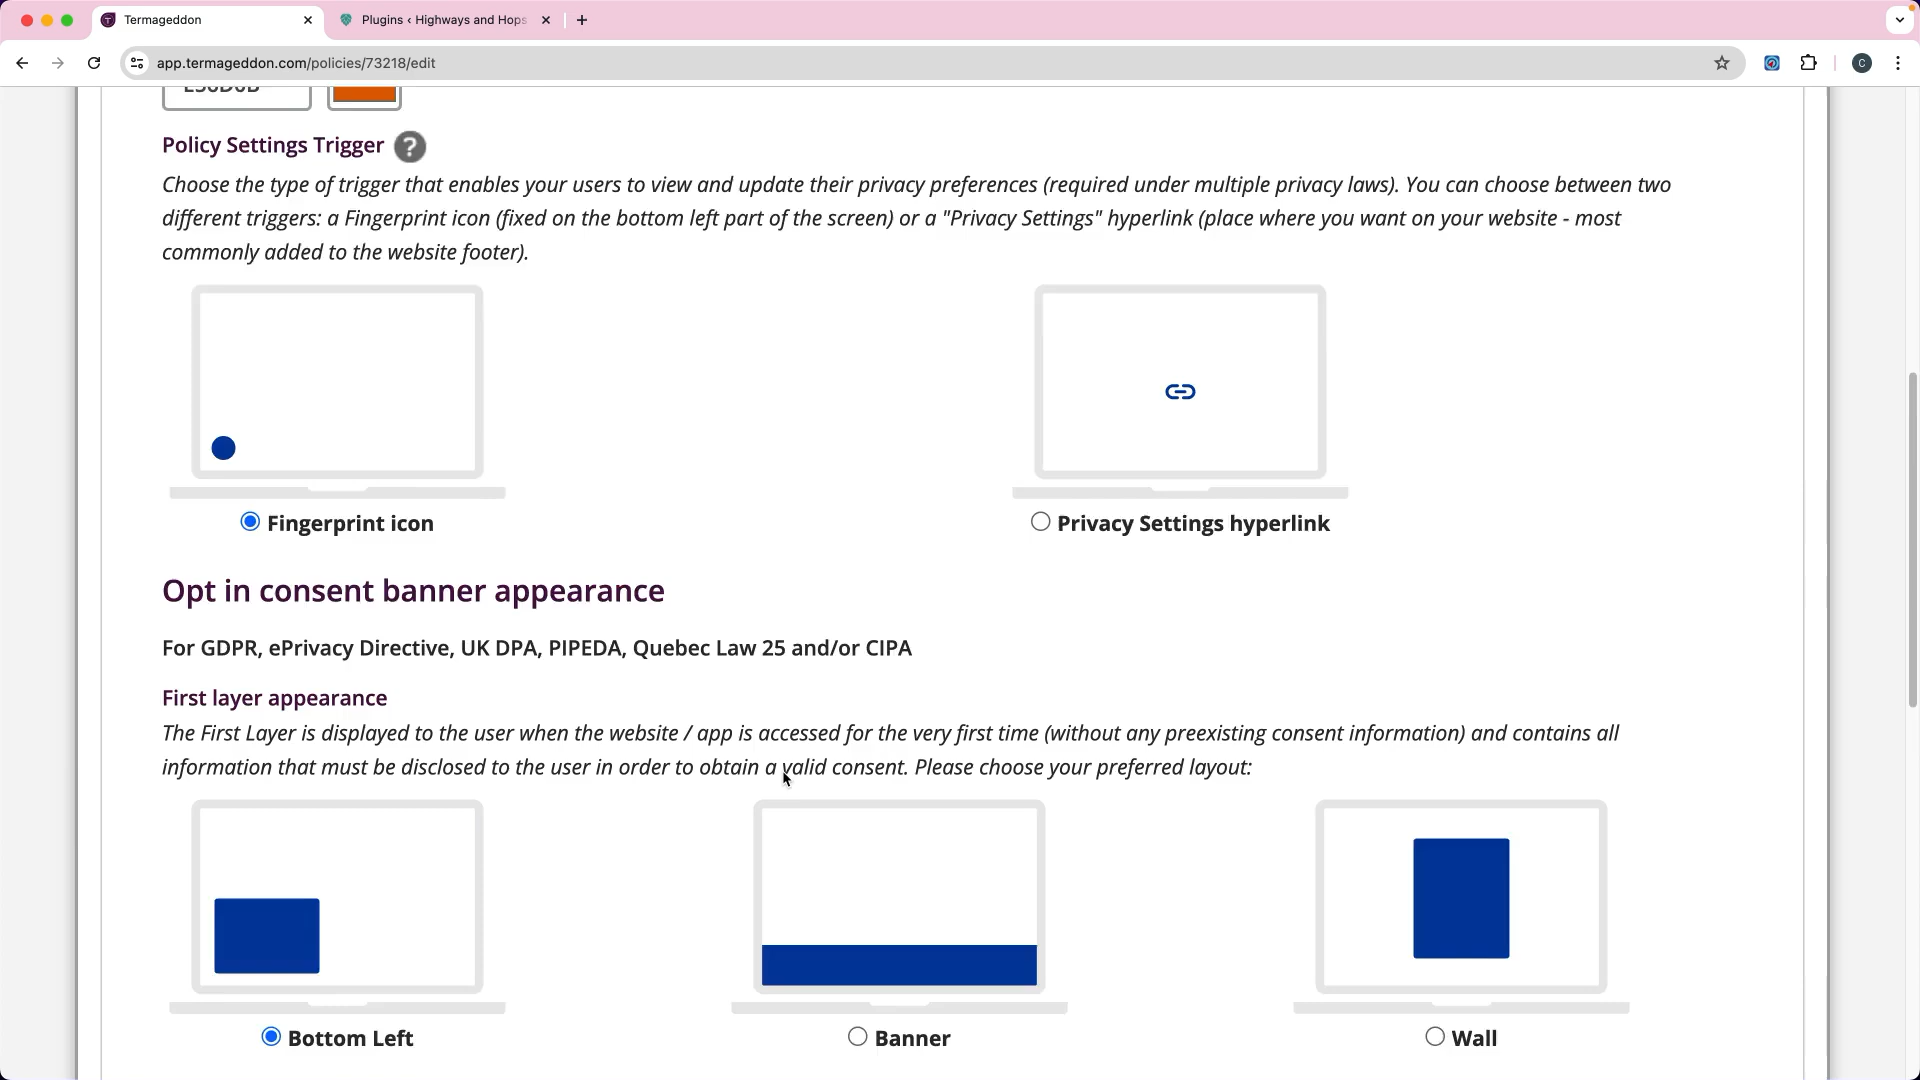 Termageddon
Plugins ‹ Highways and Hops
app.termageddon.com/policies/73218/edit
C
Policy Settings Trigger ?
Choose the type of trigger that enables your users to view and update their privacy preferences (required under multiple privacy laws). You can choose between two
different triggers: a Fingerprint icon (fixed on the bottom left part of the screen) or a "Privacy Settings" hyperlink (place where you want on your website - most
commonly added to the website footer).
Fingerprint icon
Privacy Settings hyperlink
Opt in consent banner appearance
For GDPR, ePrivacy Directive, UK DPA, PIPEDA, Quebec Law 25 and/or CIPA
First layer appearance
The First Layer is displayed to the user when the website / app is accessed for the very first time (without any preexisting consent information) and contains all
information that must be disclosed to the user in order to obtain a valid consent. Please choose your preferred layout:
Bottom Left
Banner
Wall